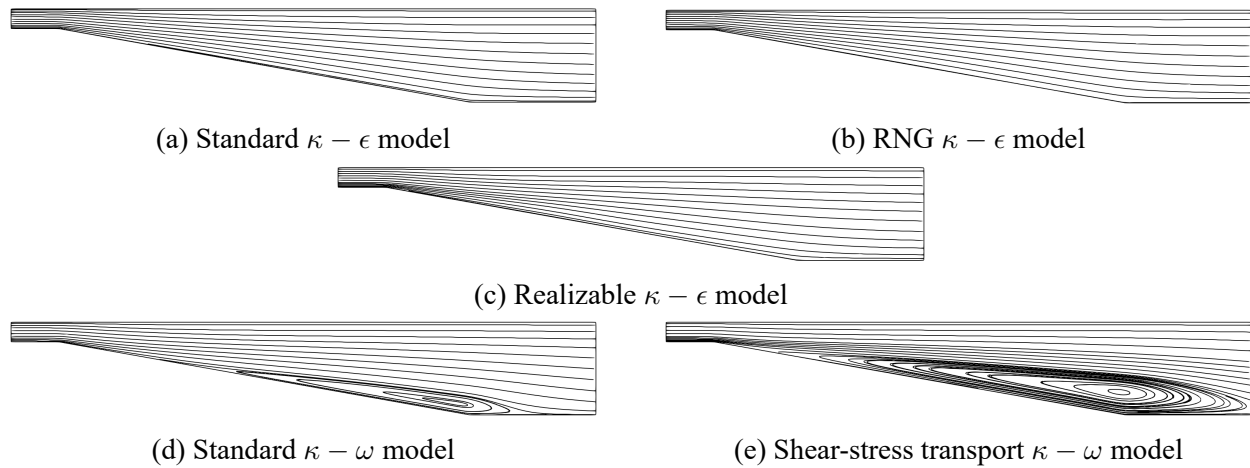 (a) Standard κ − ϵ model
(b) RNG κ − ϵ model
(c) Realizable κ − ϵ model
(d) Standard κ − ω model
(e) Shear-stress transport κ − ω model